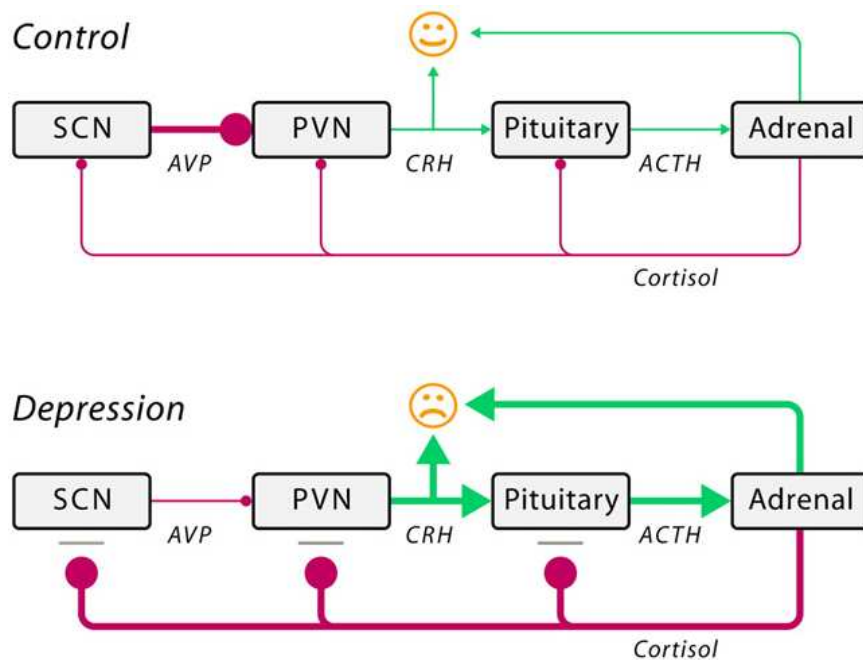 Control
SCN PVN Pituitary Adrenal
AVP CRH ACTH
Cortisol
Depression
SCN PVN Pituitary Adrenal
AVP CRH ACTH
Cortisol